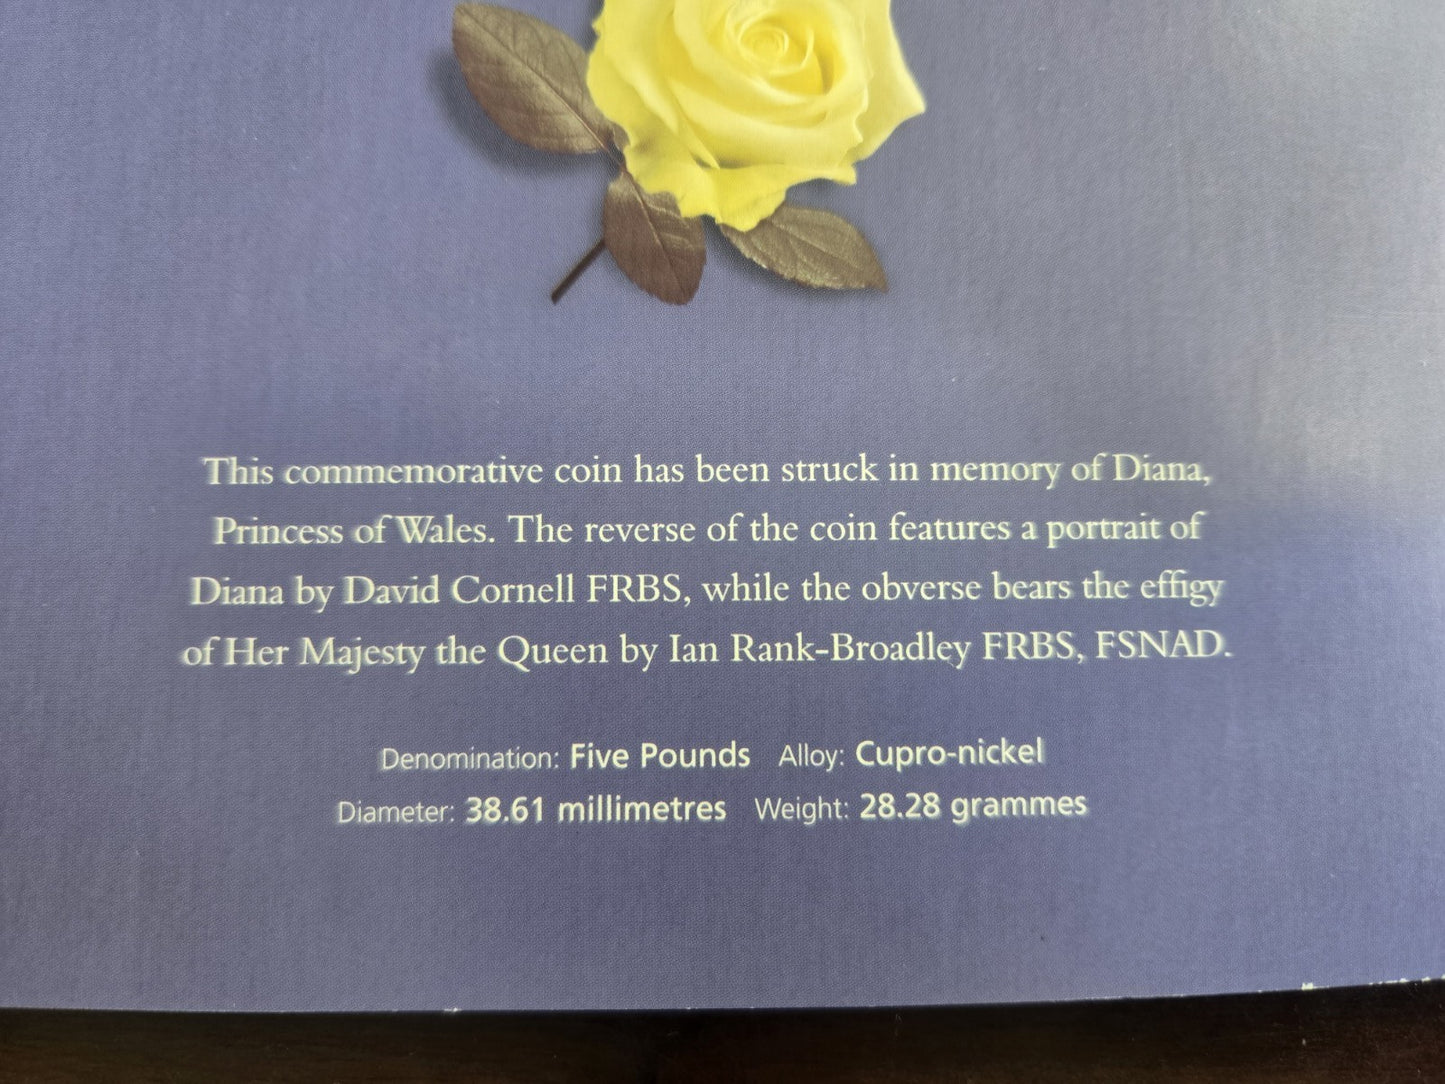 This commemorative coin has been struck in memory of Diana,
Princess of Wales. The reverse of the coin features a portrait of
Diana by David Cornell FRBS, while the obverse bears the effigy
of Her Majesty the Queen by Ian Rank-Broadley FRBS, FSNAD.
Denomination: Five Pounds Alloy: Cupro-nickel
Diameter: 38.61 millimetres Weight: 28.28 grammes